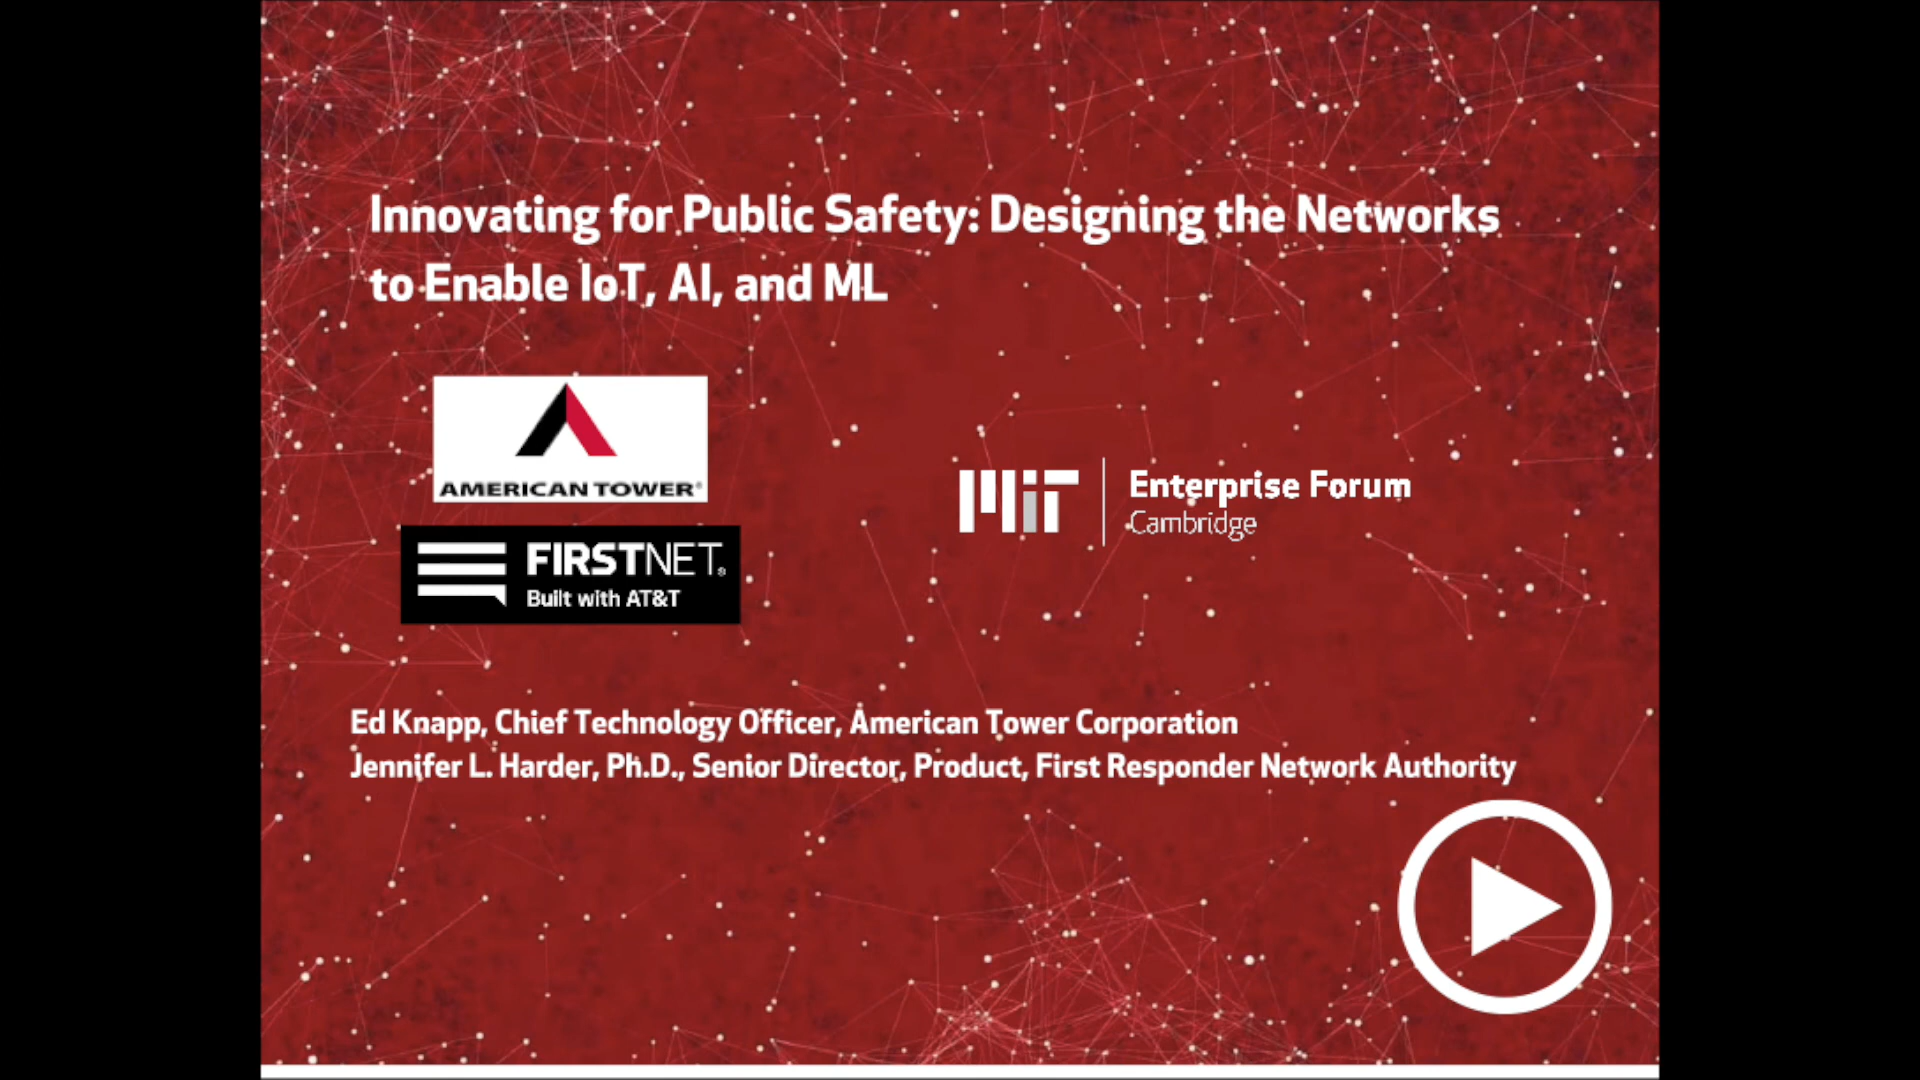 Innovating for Public Safety: Designing the Networks
to Enable IoT, AI, and ML
AMERICAN TOWER®
FIRSTNET®
Built with AT&T
MIT
Enterprise Forum
Cambridge
Ed Knapp, Chief Technology Officer, American Tower Corporation
Jennifer L. Harder, Ph.D., Senior Director, Product, First Responder Network Authority